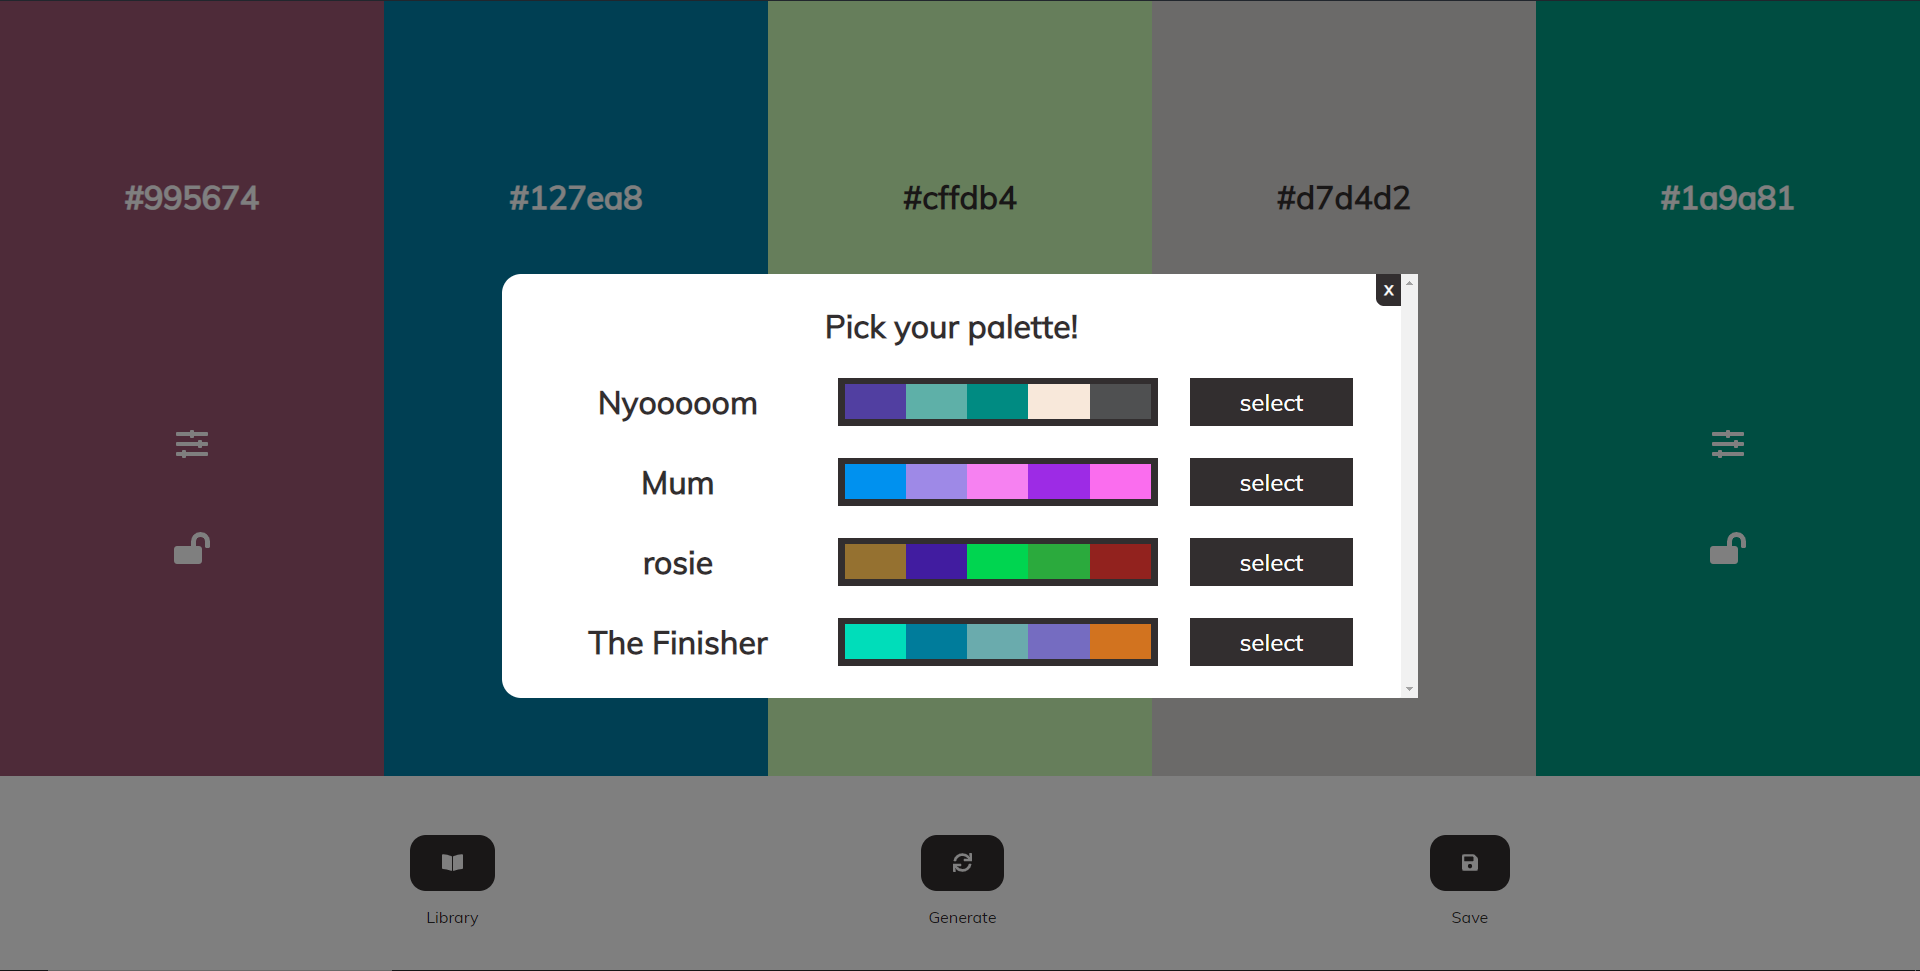 #995674
#127ea8
#cffdb4
#d7d4d2
#1a9a81
X
Pick your palette!
Nyooooom
select
Mum
select
rosie
select
The Finisher
select
Library
Generate
Save